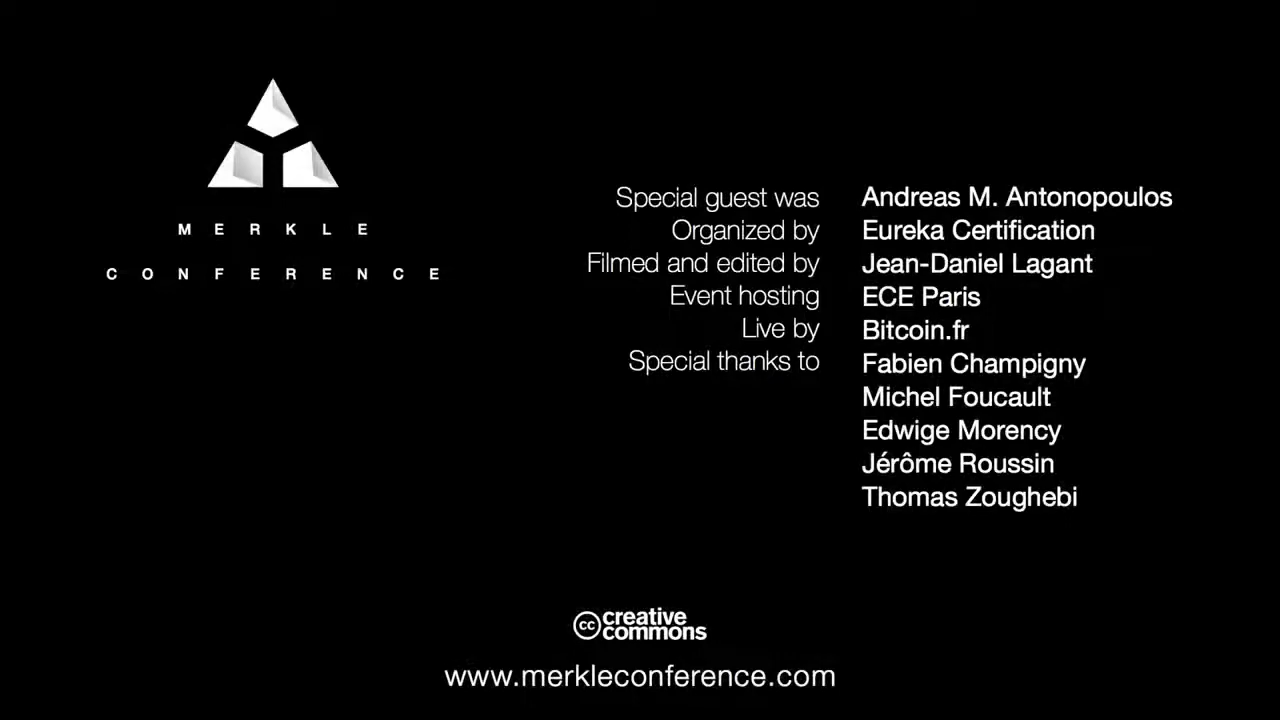 MERKLE
CONFERENCE
Special guest was Andreas M. Antonopoulos
Organized by Eureka Certification
Filmed and edited by Jean-Daniel Lagant
Event hosting ECE Paris
Live by Bitcoin.fr
Special thanks to Fabien Champigny
Michel Foucault
Edwige Morency
Jérôme Roussin
Thomas Zoughebi
cc creative
commons
www.merkleconference.com